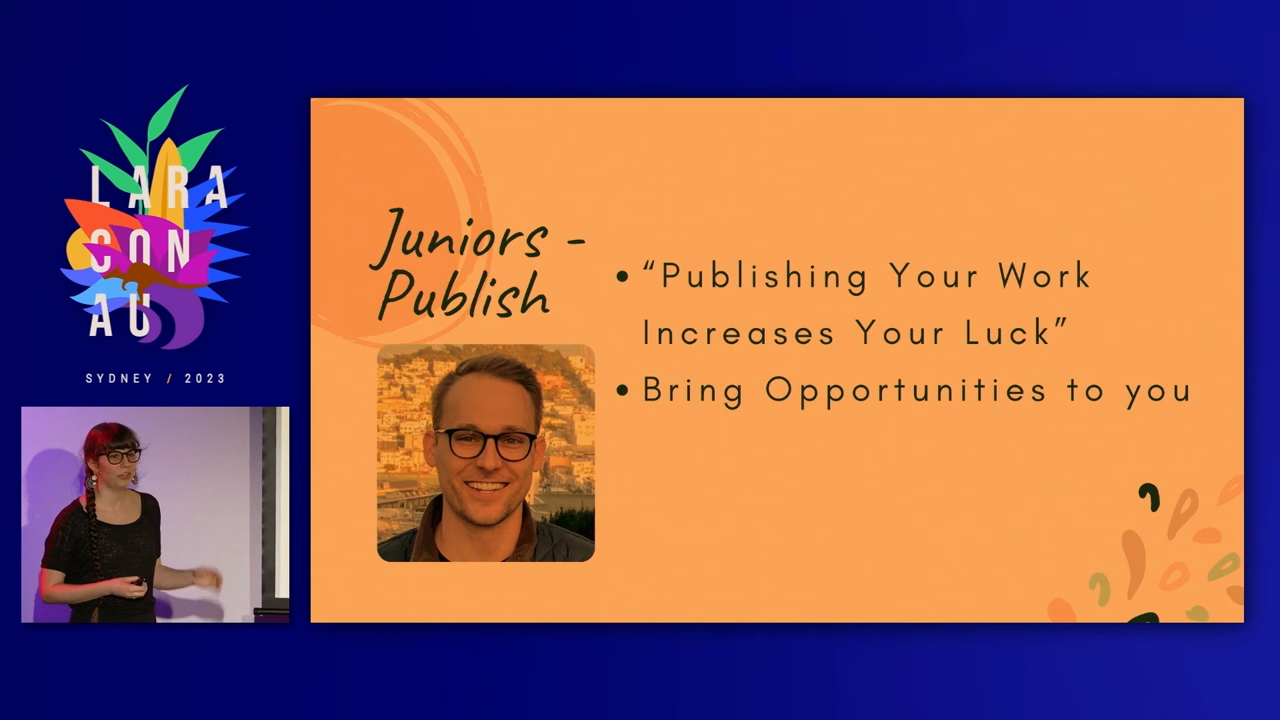 LARA
CON
AU
SYDNEY / 2023
Juniors -
Publish
• “Publishing Your Work
Increases Your Luck”
• Bring Opportunities to you